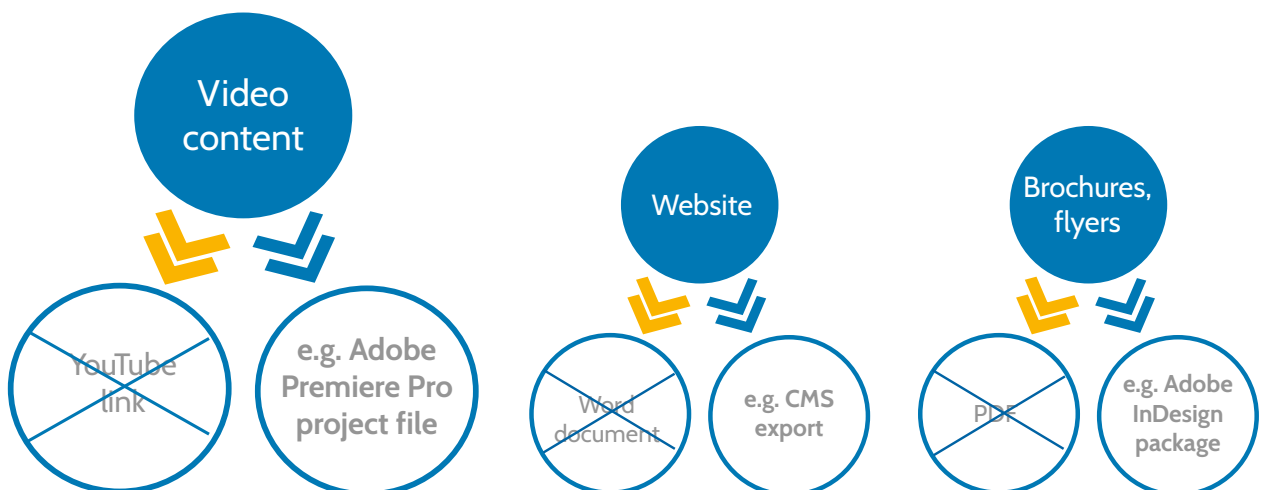 Video
content
Website
Brochures,
flyers
YouTube
link
e.g. Adobe
Premiere Pro
project file
Word
document
e.g. CMS
export
PDF
e.g. Adobe
InDesign
package